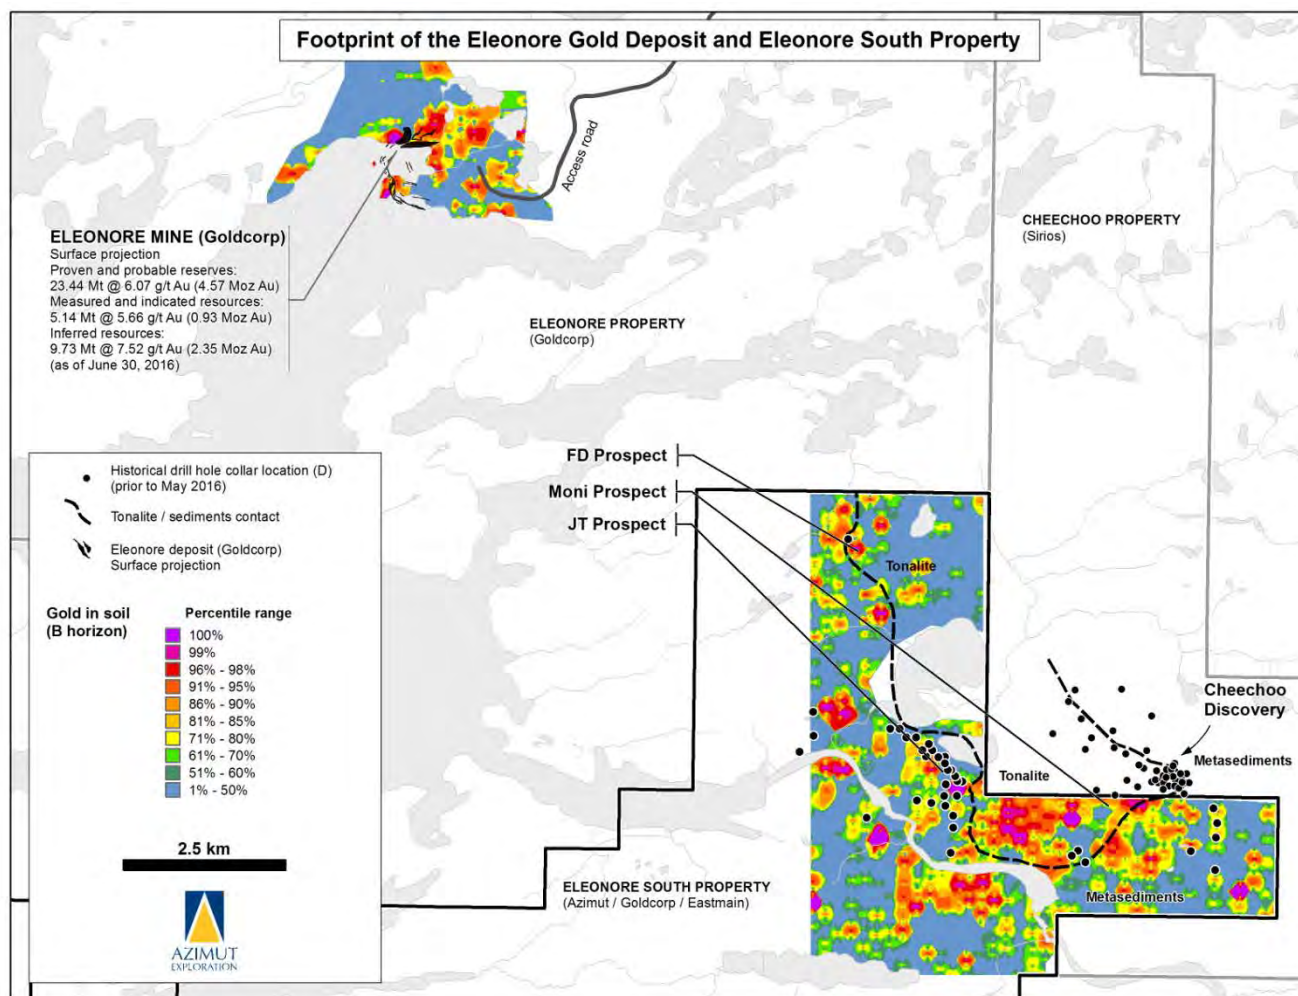 Footprint of the Eleonore Gold Deposit and Eleonore South Property
Access road
CHEECHOO PROPERTY
(Sirios)
ELEONORE MINE (Goldcorp)
Surface projection
Proven and probable reserves:
23.44 Mt @ 6.07 g/t Au (4.57 Moz Au)
Measured and indicated resources:
5.14 Mt @ 5.66 g/t Au (0.93 Moz Au)
Inferred resources:
9.73 Mt @ 7.52 g/t Au (2.35 Moz Au)
(as of June 30, 2016)
ELEONORE PROPERTY
(Goldcorp)
FD Prospect
Moni Prospect
JT Prospect
Tonalite
Cheechoo
Discovery
Metasediments
Tonalite
Metasediments
ELEONORE SOUTH PROPERTY
(Azimut / Goldcorp / Eastmain)
Historical drill hole collar location (D)
(prior to May 2016)
Tonalite / sediments contact
Eleonore deposit (Goldcorp)
Surface projection
Gold in soil
(B horizon)
Percentile range
100%
99%
96% - 98%
91% - 95%
86% - 90%
81% - 85%
71% - 80%
61% - 70%
51% - 60%
1% - 50%
2.5 km
AZIMUT
EXPLORATION